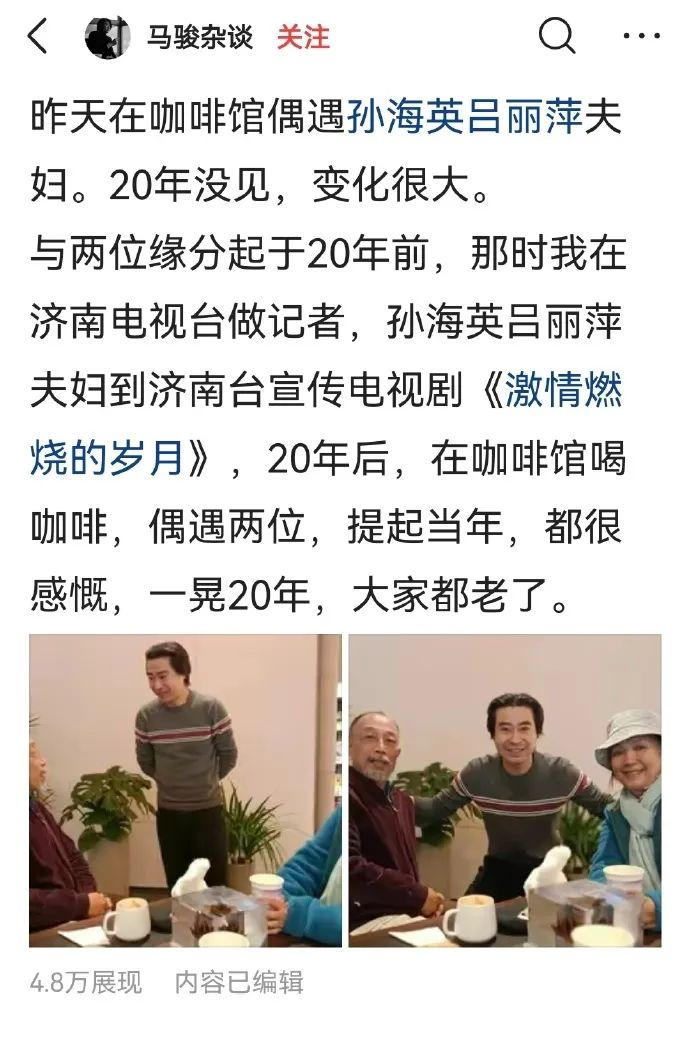 马骏杂谈 关注
昨天在咖啡馆偶遇孙海英吕丽萍夫
妇。20年没见，变化很大。
与两位缘分起于20年前，那时我在
济南电视台做记者，孙海英吕丽萍
夫妇到济南台宣传电视剧《激情燃
烧的岁月》，20年后，在咖啡馆喝
咖啡，偶遇两位，提起当年，都很
感慨，一晃20年，大家都老了。
4.8万展现 内容已编辑